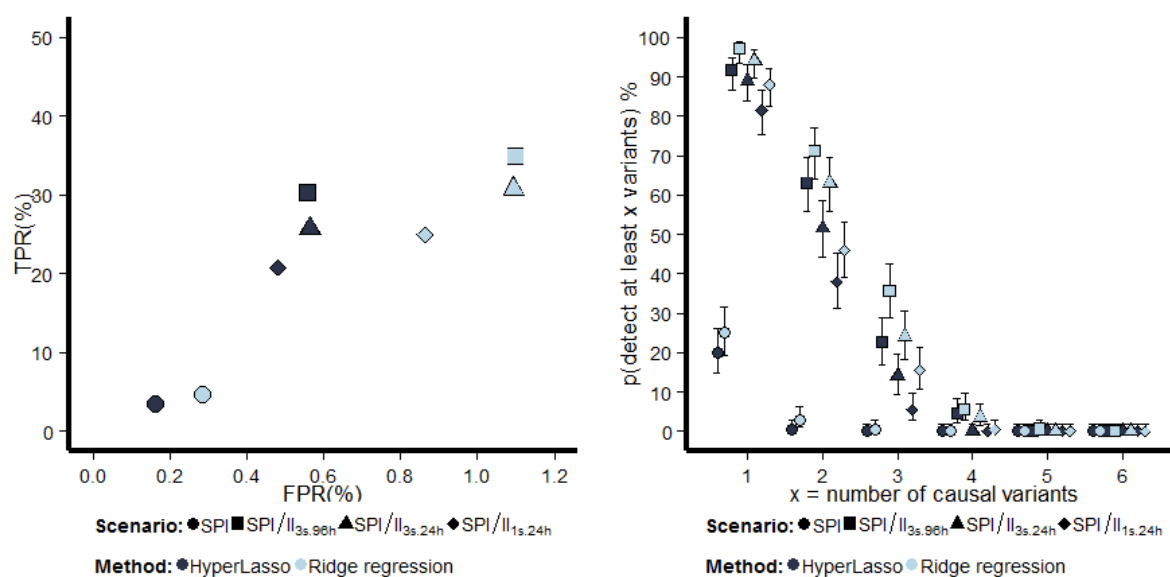 50
40
30
20
10
0
TPR(%)
0.0 0.2 0.4 0.6 0.8 1.0 1.2
FPR(%)
Scenario: SPI SPI/II3s.96h SPI/II3s.24h SPI/II1s.24h
Method: HyperLasso Ridge regression
100
90
80
70
60
50
40
30
20
10
0
p(detect at least x variants) %
1 2 3 4 5 6
x = number of causal variants
Scenario: SPI SPI/II3s.96h SPI/II3s.24h SPI/II1s.24h
Method: HyperLasso Ridge regression